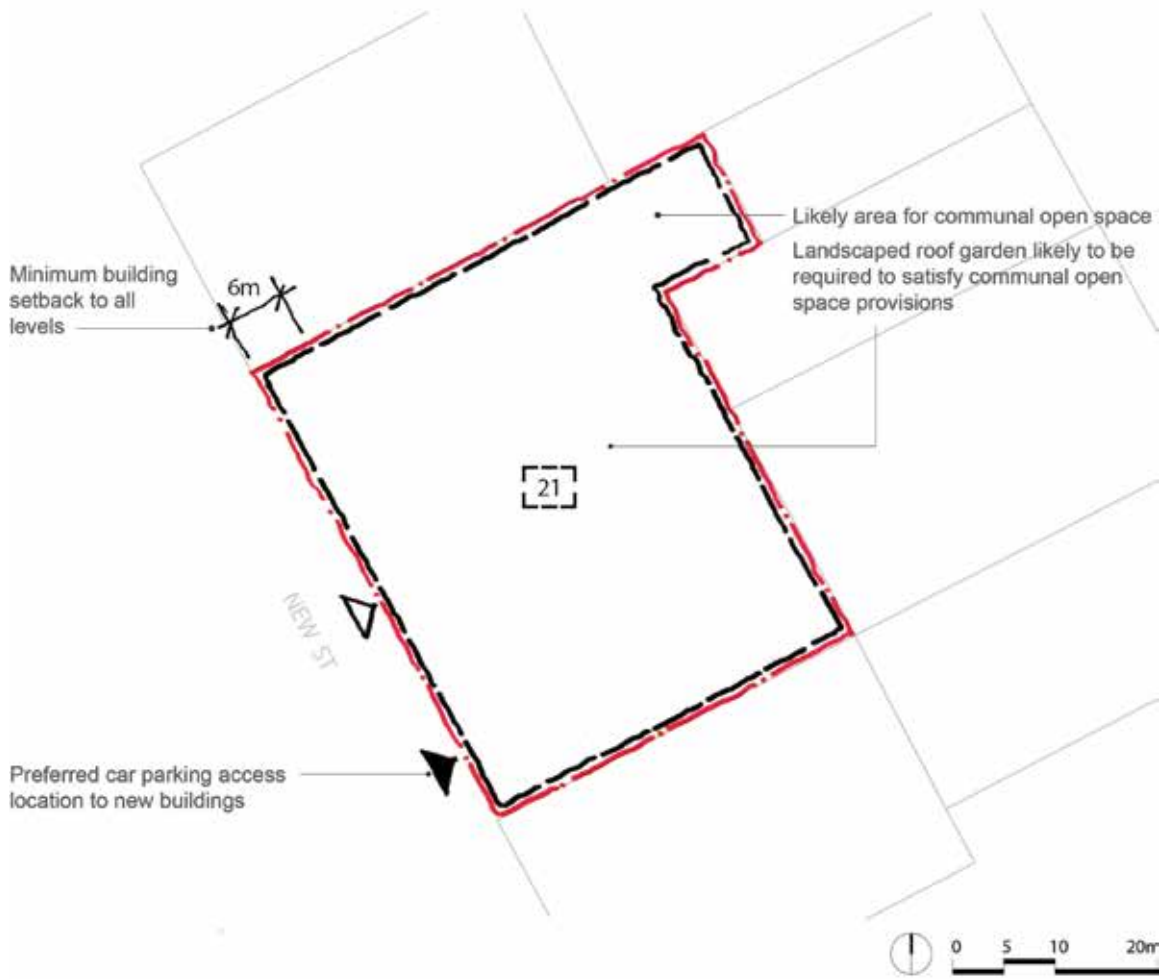 Likely area for communal open space
Landscaped roof garden likely to be
required to satisfy communal open
space provisions
Minimum building
setback to all
levels
6m
21
NEW ST
Preferred car parking access
location to new buildings
0 5 10 20m